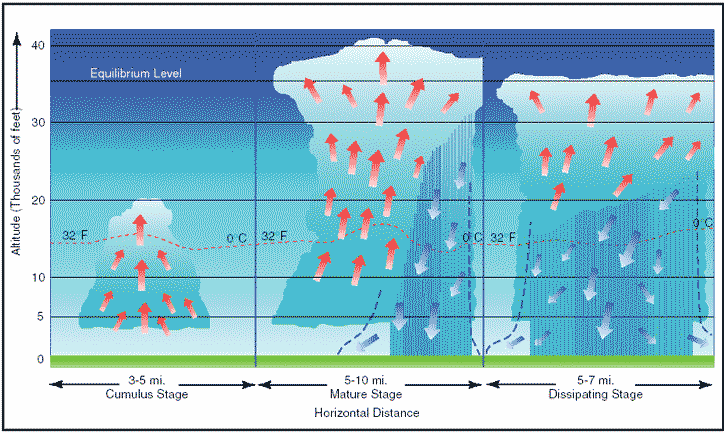 40
Equilibrium Level
30
Altitude (Thousands of feet)
20
32 F
0 C
32 F
0 C
32 F
0 C
10
5
0
3-5 mi.
5-10 mi.
5-7 mi.
Cumulus Stage
Mature Stage
Dissipating Stage
Horizontal Distance